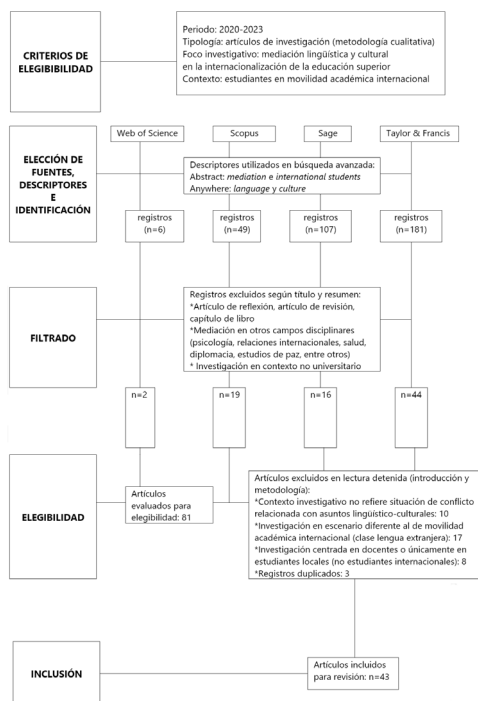 CRITERIOS DE
ELEGIBIBILIDAD
Periodo: 2020-2023
Tipología: artículos de investigación (metodología cualitativa)
Foco investigativo: mediación lingüística y cultural
en la internacionalización de la educación superior
Contexto: estudiantes en movilidad académica internacional
ELECCIÓN DE
FUENTES,
DESCRIPTORES
E
IDENTIFICACIÓN
Web of Science
Scopus
Sage
Taylor & Francis
Descriptores utilizados en búsqueda avanzada:
Abstract: mediation e international students
Anywhere: language y culture
registros
(n=6)
registros
(n=49)
registros
(n=107)
registros
(n=181)
FILTRADO
Registros excluidos según título y resumen:
*Artículo de reflexión, artículo de revisión,
capítulo de libro
*Mediación en otros campos disciplinares
(psicología, relaciones internacionales, salud,
diplomacia, estudios de paz, entre otros)
* Investigación en contexto no universitario
n=2
n=19
n=16
n=44
ELEGIBILIDAD
Artículos
evaluados para
elegibilidad: 81
Artículos excluidos en lectura detenida (introducción y
metodología):
*Contexto investigativo no refiere situación de conflicto
relacionada con asuntos lingüístico-culturales: 10
*Investigación en escenario diferente al de movilidad
académica internacional (clase lengua extranjera): 17
*Investigación centrada en docentes o únicamente en
estudiantes locales (no estudiantes internacionales): 8
*Registros duplicados: 3
INCLUSIÓN
Artículos incluidos
para revisión: n=43